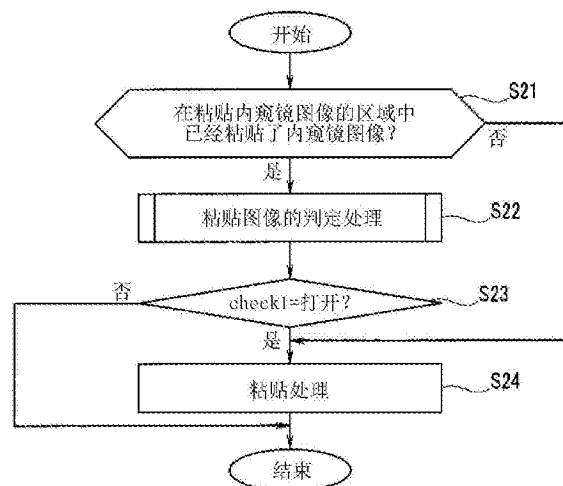 开始
S21
在粘贴内窥镜图像的区域中
已经粘贴了内窥镜图像?
否
是
粘贴图像的判定处理
S22
否
check1=打开?
S23
是
粘贴处理
S24
结束